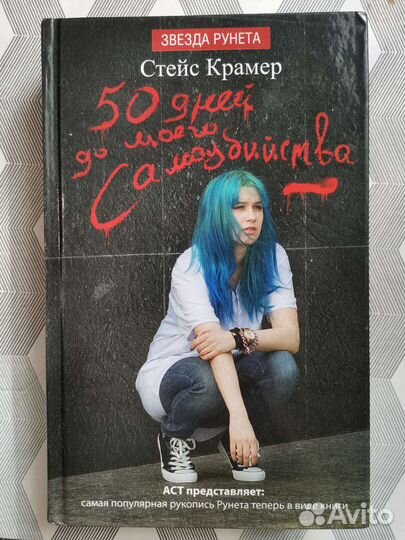 ЗВЕЗДА РУНЕТА
Стейс Крамер
50 дней
до моего
Самоубийства
АСТ представляет:
самая популярная рукопись Рунета теперь в виде книги
Avito